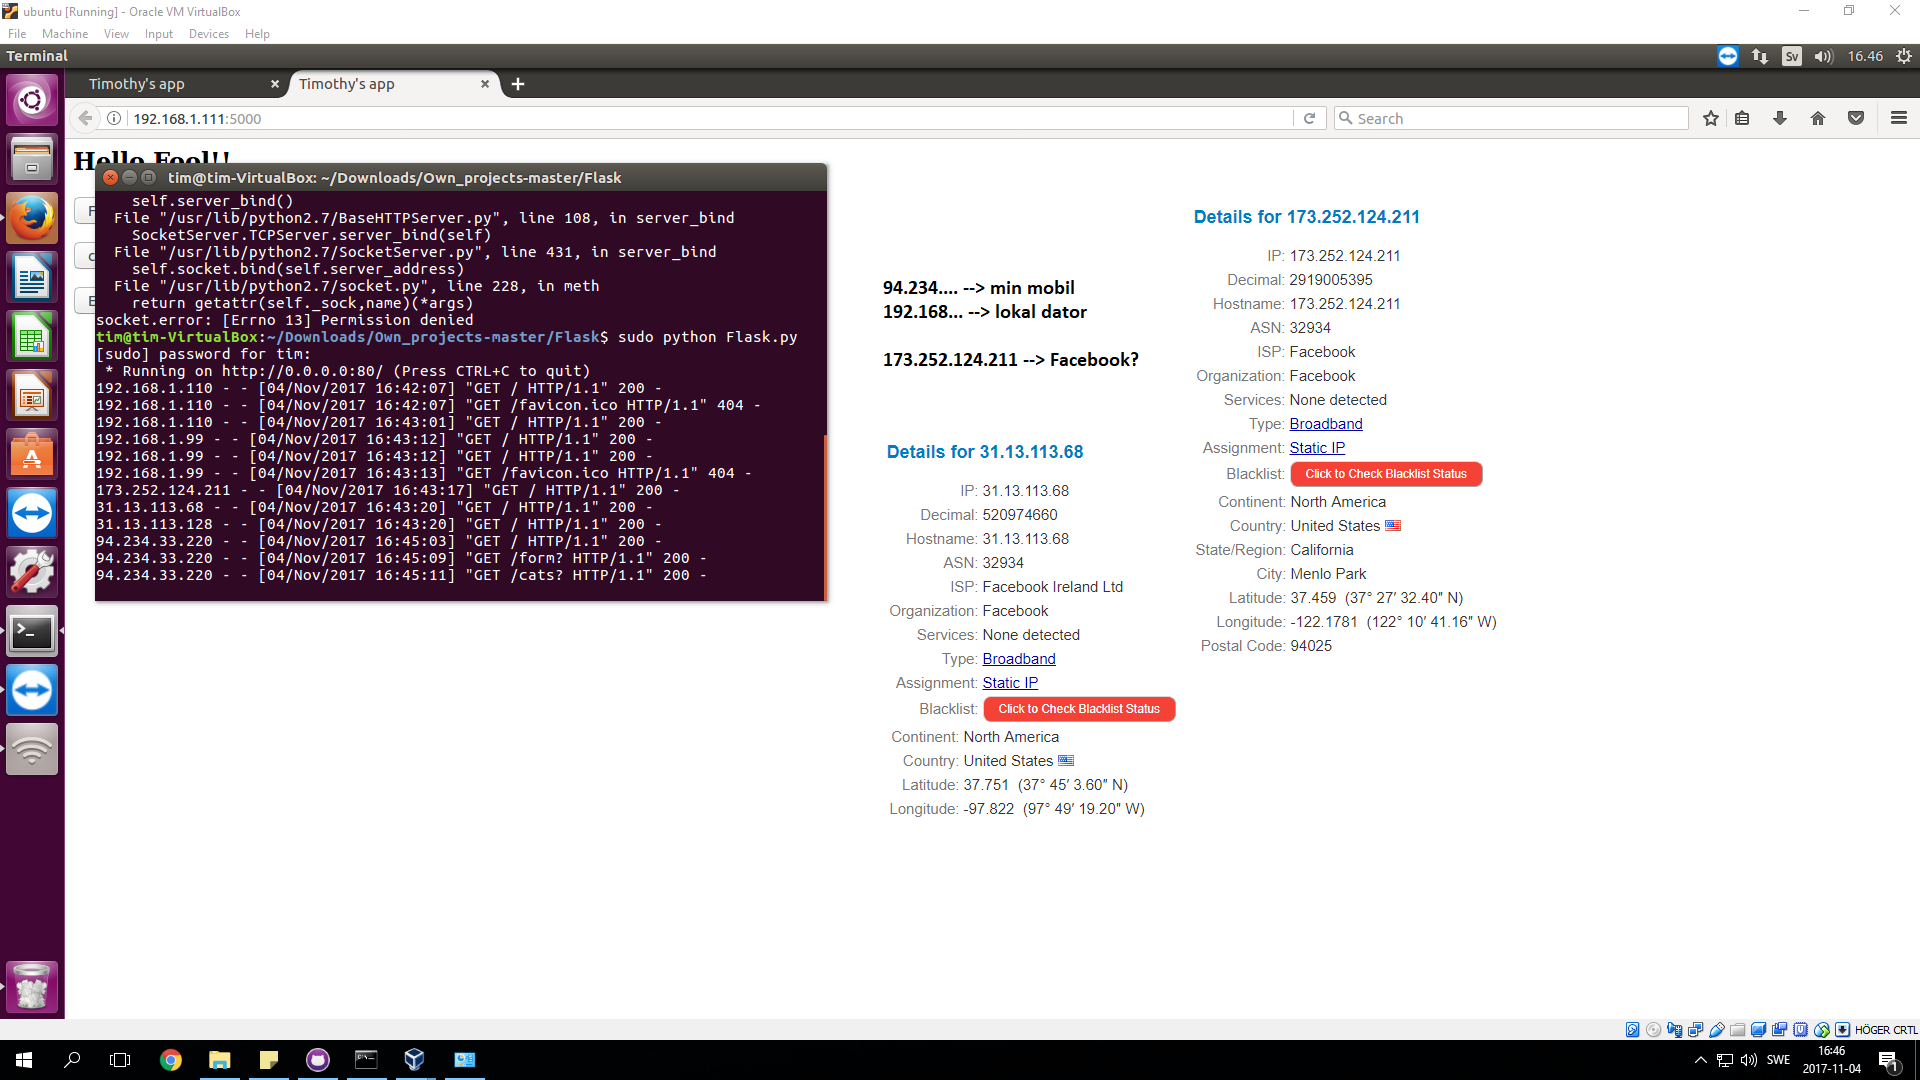 ubuntu [Running] - Oracle VM VirtualBox
File Machine View Input Devices Help
Terminal
Sv
16.46
Timothy's app
Timothy's app
192.168.1.111:5000
Search
Hello Fool!!
tim@tim-VirtualBox: ~/Downloads/Own_projects-master/Flask
self.server_bind()
File "/usr/lib/python2.7/BaseHTTPServer.py", line 108, in server_bind
SocketServer.TCPServer.server_bind(self)
File "/usr/lib/python2.7/SocketServer.py", line 431, in server_bind
self.socket.bind(self.server_address)
File "/usr/lib/python2.7/socket.py", line 228, in meth
return getattr(self._sock,name)(*args)
socket.error: [Errno 13] Permission denied
tim@tim-VirtualBox:~/Downloads/Own_projects-master/Flask$ sudo python Flask.py
[sudo] password for tim:
* Running on http://0.0.0.0:80/ (Press CTRL+C to quit)
192.168.1.110 - - [04/Nov/2017 16:42:07] "GET / HTTP/1.1" 200 -
192.168.1.110 - - [04/Nov/2017 16:42:07] "GET /favicon.ico HTTP/1.1" 404 -
192.168.1.110 - - [04/Nov/2017 16:43:01] "GET / HTTP/1.1" 200 -
192.168.1.99 - - [04/Nov/2017 16:43:12] "GET / HTTP/1.1" 200 -
192.168.1.99 - - [04/Nov/2017 16:43:12] "GET / HTTP/1.1" 200 -
192.168.1.99 - - [04/Nov/2017 16:43:13] "GET /favicon.ico HTTP/1.1" 404 -
173.252.124.211 - - [04/Nov/2017 16:43:17] "GET / HTTP/1.1" 200 -
31.13.113.68 - - [04/Nov/2017 16:43:20] "GET / HTTP/1.1" 200 -
31.13.113.128 - - [04/Nov/2017 16:43:20] "GET / HTTP/1.1" 200 -
94.234.33.220 - - [04/Nov/2017 16:45:03] "GET / HTTP/1.1" 200 -
94.234.33.220 - - [04/Nov/2017 16:45:09] "GET /form? HTTP/1.1" 200 -
94.234.33.220 - - [04/Nov/2017 16:45:11] "GET /cats? HTTP/1.1" 200 -
94.234.... --> min mobil
192.168... --> lokal dator
173.252.124.211 --> Facebook?
Details for 31.13.113.68
IP: 31.13.113.68
Decimal: 520974660
Hostname: 31.13.113.68
ASN: 32934
ISP: Facebook Ireland Ltd
Organization: Facebook
Services: None detected
Type: Broadband
Assignment: Static IP
Blacklist: Click to Check Blacklist Status
Continent: North America
Country: United States
Latitude: 37.751 (37° 45′ 3.60″ N)
Longitude: -97.822 (97° 49′ 19.20″ W)
Details for 173.252.124.211
IP: 173.252.124.211
Decimal: 2919005395
Hostname: 173.252.124.211
ASN: 32934
ISP: Facebook
Organization: Facebook
Services: None detected
Type: Broadband
Assignment: Static IP
Blacklist: Click to Check Blacklist Status
Continent: North America
Country: United States
State/Region: California
City: Menlo Park
Latitude: 37.459 (37° 27′ 32.40″ N)
Longitude: -122.1781 (122° 10′ 41.16″ W)
Postal Code: 94025
HÖGER CRTL
SWE
16:46
2017-11-04
1